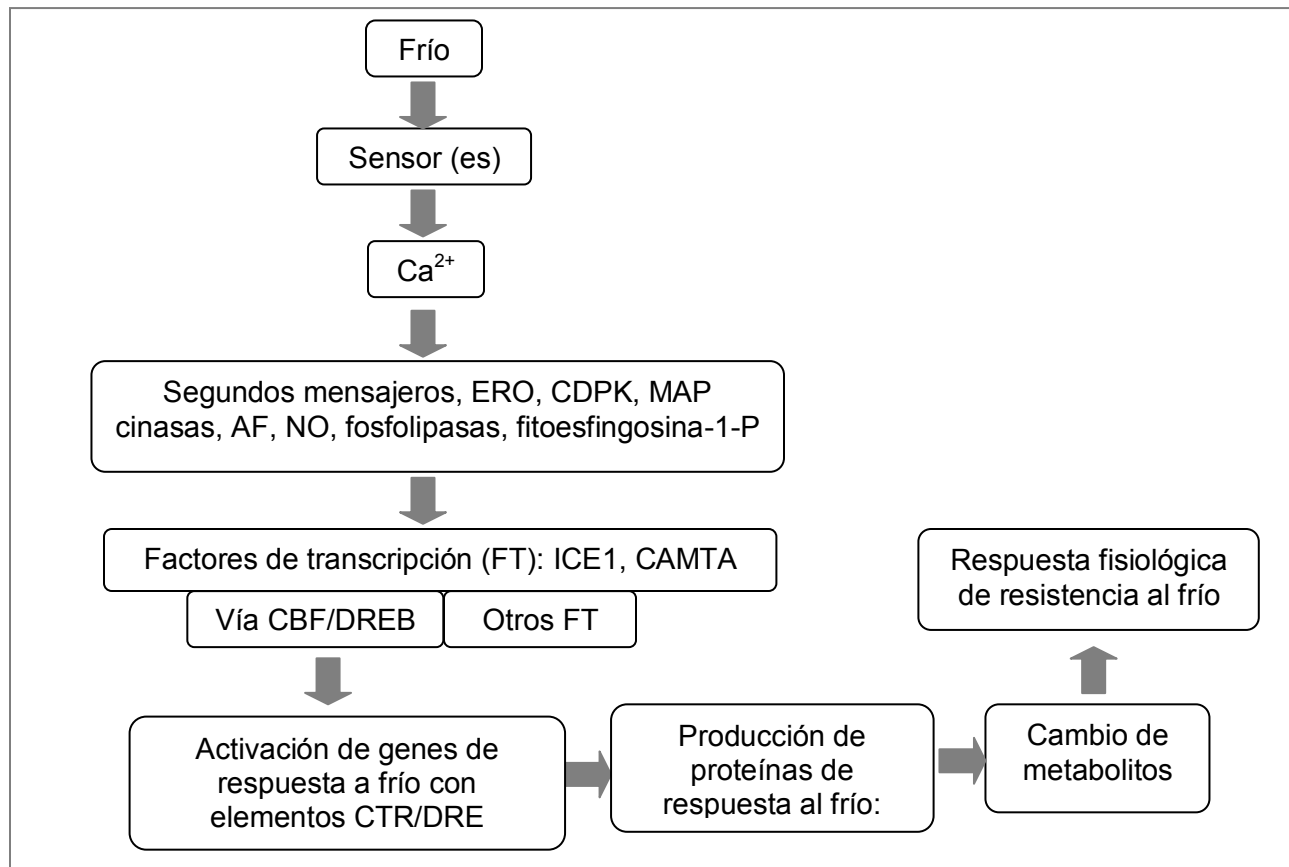 Frío
Sensor (es)
Ca²⁺
Segundos mensajeros, ERO, CDPK, MAP
cinasas, AF, NO, fosfolipasas, fitoesfingosina-1-P
Factores de transcripción (FT): ICE1, CAMTA
Vía CBF/DREB
Otros FT
Activación de genes de
respuesta a frío con
elementos CTR/DRE
Producción de
proteínas de
respuesta al frío:
Cambio de
metabolitos
Respuesta fisiológica
de resistencia al frío